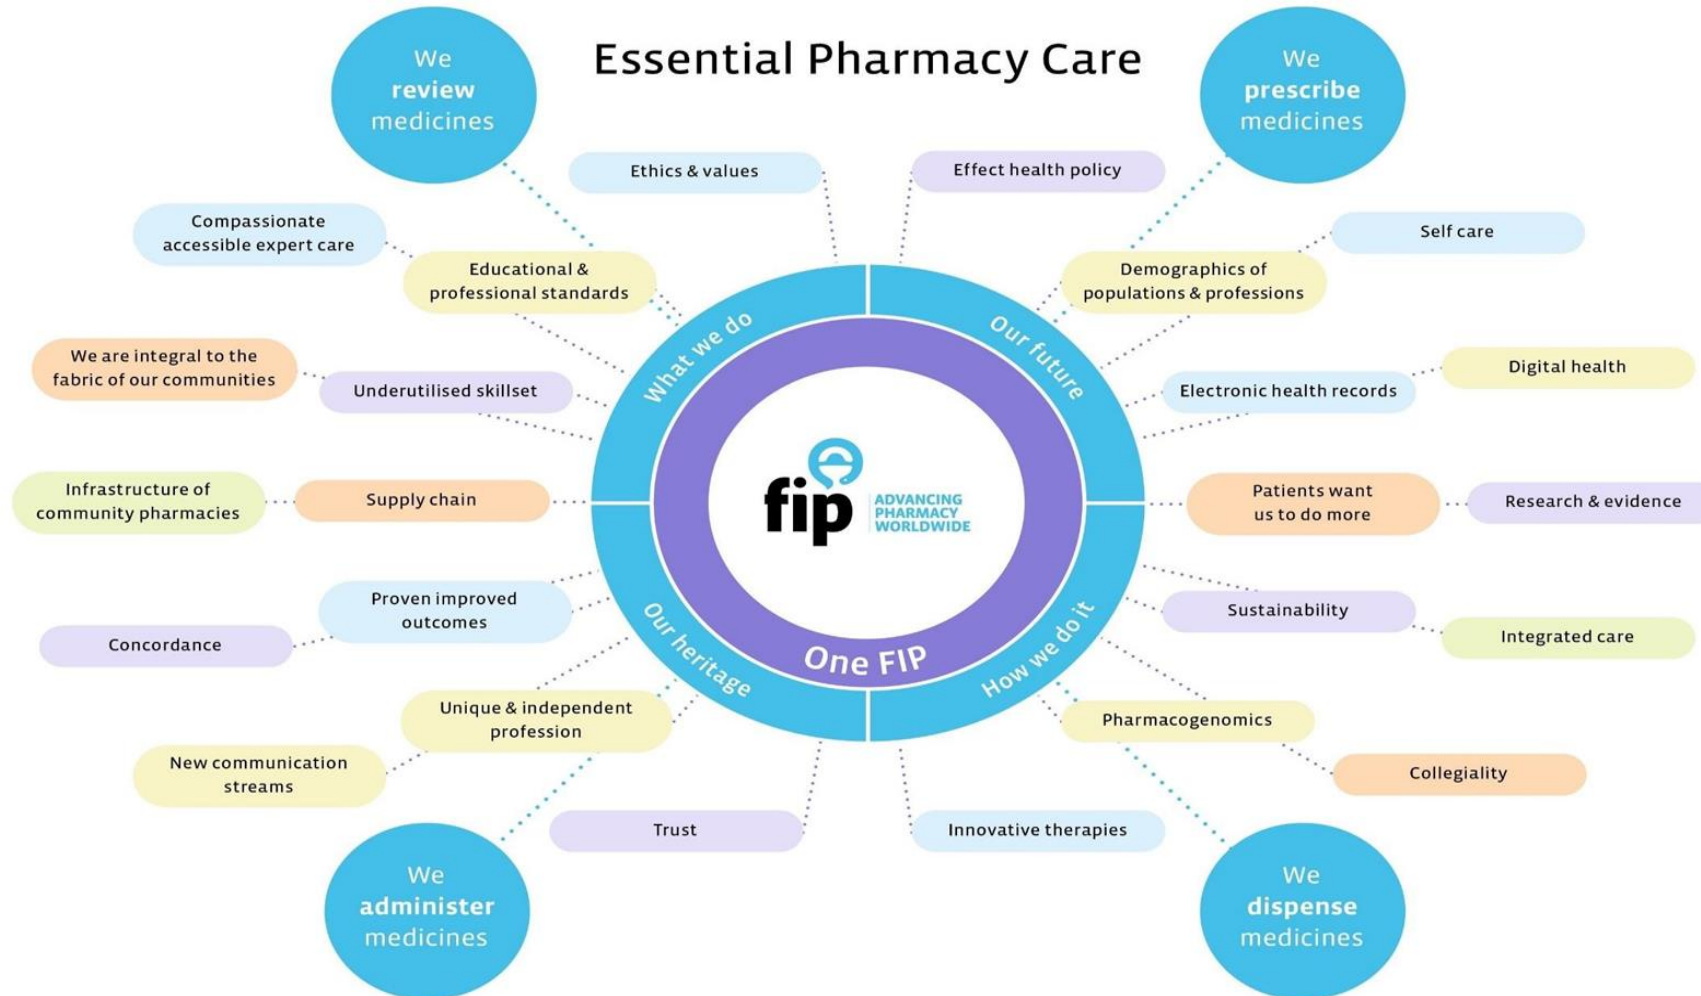 Essential Pharmacy Care
We
review
medicines
We
prescribe
medicines
Ethics & values
Effect health policy
Compassionate
accessible expert care
Self care
Educational &
professional standards
Demographics of
populations & professions
What we do
Our future
We are integral to the
fabric of our communities
Underutilised skillset
Electronic health records
Digital health
Infrastructure of
community pharmacies
Supply chain
fip
ADVANCING
PHARMACY
WORLDWIDE
Patients want
us to do more
Research & evidence
Concordance
Proven improved
outcomes
Sustainability
Integrated care
Our heritage
One FIP
How we do it
New communication
streams
Unique & independent
profession
Pharmacogenomics
Collegiality
Trust
Innovative therapies
We
administer
medicines
We
dispense
medicines